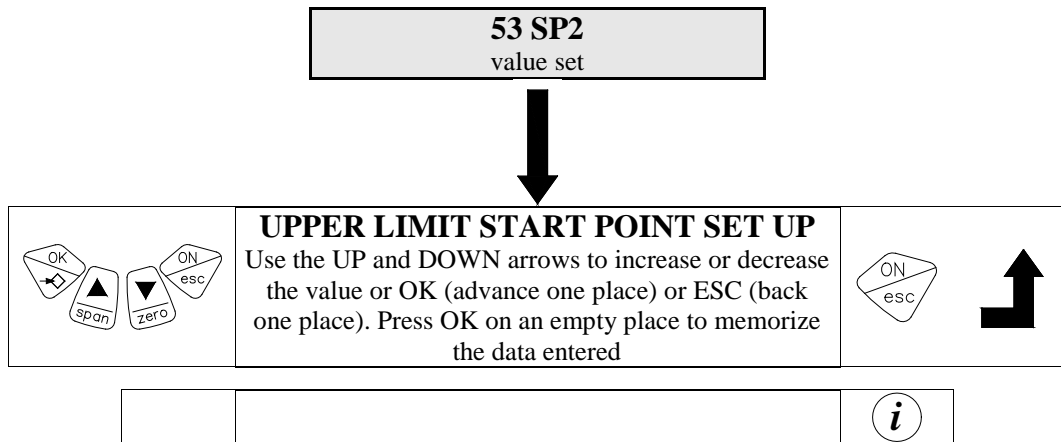 53 SP2
value set
OK
span
zero
ON
esc
UPPER LIMIT START POINT SET UP
Use the UP and DOWN arrows to increase or decrease
the value or OK (advance one place) or ESC (back
one place). Press OK on an empty place to memorize
the data entered
ON
esc
i